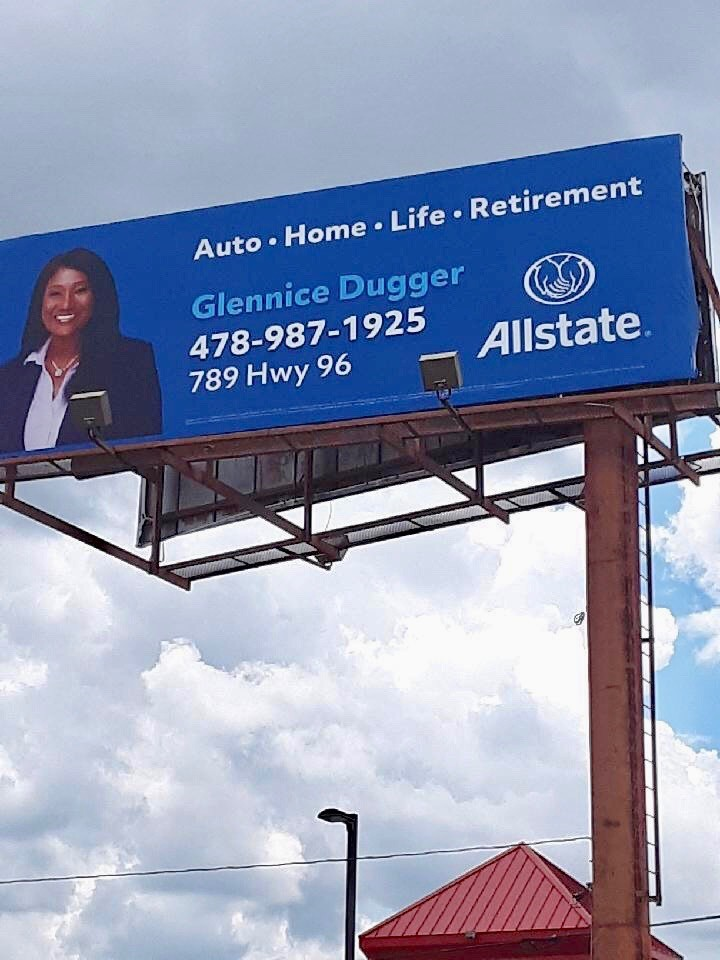 Auto • Home • Life • Retirement
Glennice Dugger
478-987-1925
789 Hwy 96
Allstate